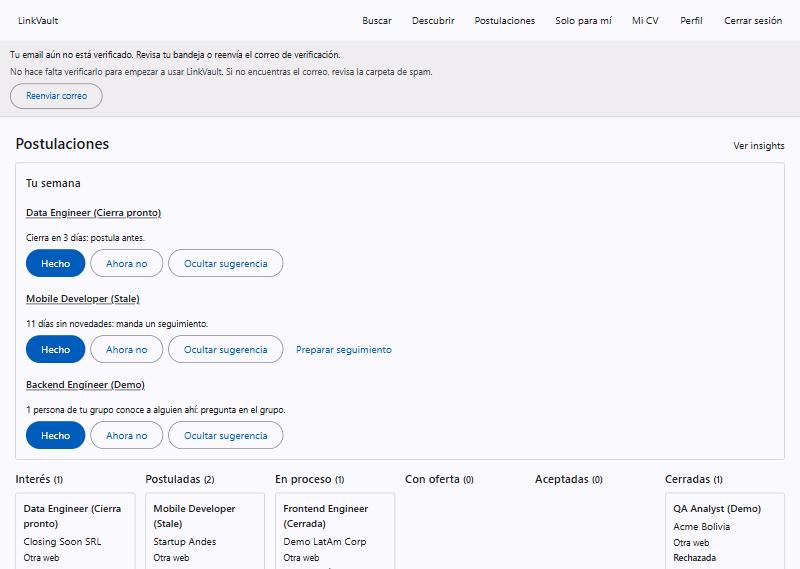 LinkVault
Buscar Descubrir Postulaciones Solo para mí Mi CV Perfil Cerrar sesión
Tu email aún no está verificado. Revisa tu bandeja o reenvía el correo de verificación.
No hace falta verificarlo para empezar a usar LinkVault. Si no encuentras el correo, revisa la carpeta de spam.
Reenviar correo
Postulaciones
Ver insights
Tu semana
Data Engineer (Cierra pronto)
Cierra en 3 días: postula antes.
Hecho Ahora no Ocultar sugerencia
Mobile Developer (Stale)
11 días sin novedades: manda un seguimiento.
Hecho Ahora no Ocultar sugerencia Preparar seguimiento
Backend Engineer (Demo)
1 persona de tu grupo conoce a alguien ahí: pregunta en el grupo.
Hecho Ahora no Ocultar sugerencia
Interés (1)
Data Engineer (Cierra
pronto)
Closing Soon SRL
Otra web
Postuladas (2)
Mobile Developer
(Stale)
Startup Andes
Otra web
En proceso (1)
Frontend Engineer
(Cerrada)
Demo LatAm Corp
Otra web
Con oferta (0)
Aceptadas (0)
Cerradas (1)
QA Analyst (Demo)
Acme Bolivia
Otra web
Rechazada